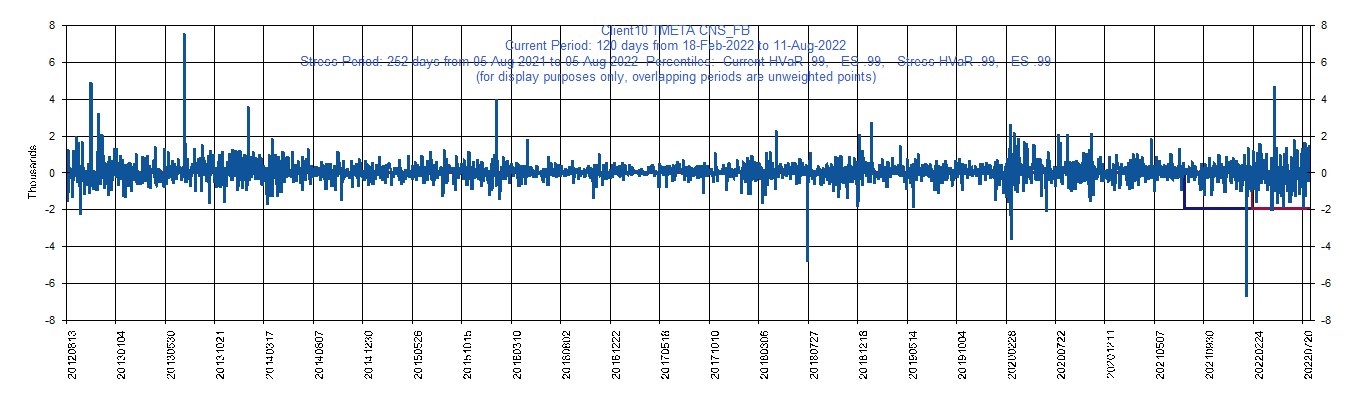 Client10 TMETA CNS_FB
Current Period: 120 days from 18-Feb-2022 to 11-Aug-2022
Stress Period: 252 days from 05-Aug-2021 to 05-Aug-2022 Percentiles: Current HVaR .99, ES .99, Stress HVaR .99, ES .99
(for display purposes only, overlapping periods are unweighted points)
8 8
6 6
4 4
2 2
Thousands
0 0
-2 -2
-4 -4
-6 -6
-8 -8
20120813 20130104 20130530 20131021 20140317 20140807 20141230 20150526 20151015 20160310 20160802 20161222 20170518 20171010 20180306 20180727 20181218 20190514 20191004 20200228 20200722 20201211 20210507 20210930 20220224 20220720